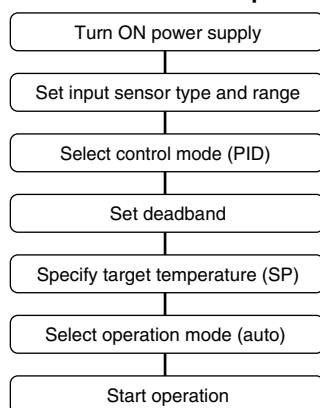 Turn ON power supply
Set input sensor type and range
Select control mode (PID)
Set deadband
Specify target temperature (SP)
Select operation mode (auto)
Start operation